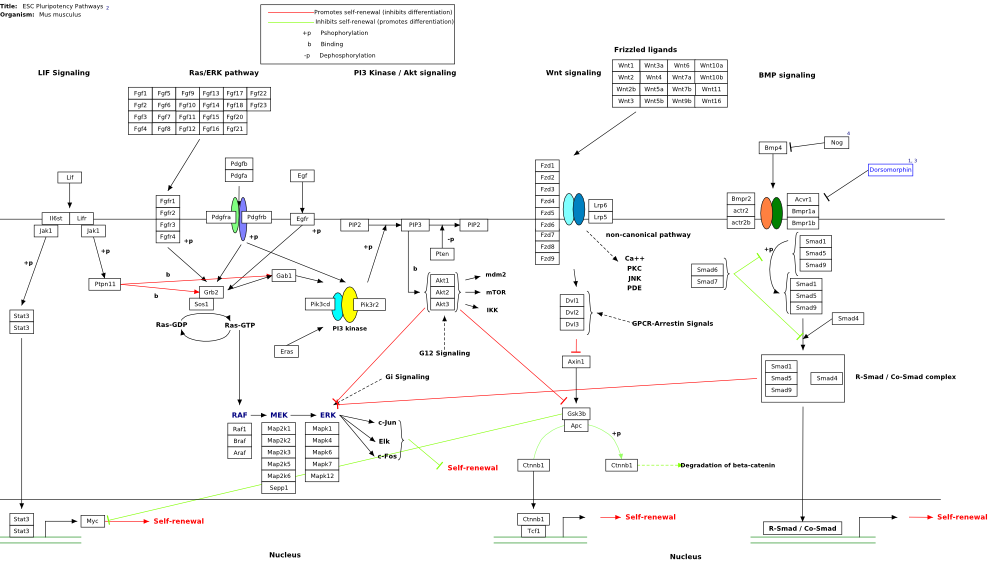 Title: ESC Pluripotency Pathways 2
Organism: Mus musculus
Promotes self-renewal (inhibits differentiation)
Inhibits self-renewal (promotes differentiation)
+p Pshophorylation
b Binding
-p Dephosphorylation
LIF Signaling
Ras/ERK pathway
PI3 Kinase / Akt signaling
Wnt signaling
Frizzled ligands
BMP signaling
Fgf1 Fgf5 Fgf9 Fgf13 Fgf17 Fgf22
Fgf2 Fgf6 Fgf10 Fgf14 Fgf18 Fgf23
Fgf3 Fgf7 Fgf11 Fgf15 Fgf20
Fgf4 Fgf8 Fgf12 Fgf16 Fgf21
Wnt1 Wnt3a Wnt6 Wnt10a
Wnt2 Wnt4 Wnt7a Wnt10b
Wnt2b Wnt5a Wnt7b Wnt11
Wnt3 Wnt5b Wnt9b Wnt16
Lif
Il6st Lifr
Jak1 Jak1
+p
+p
Ptpn11
b
b
Stat3
Stat3
Fgfr1
Fgfr2
Fgfr3
Fgfr4
+p
Pdgfb
Pdgfa
Pdgfra Pdgfrb
+p
Egf
Egfr
+p
Gab1
Grb2
Sos1
Ras-GDP
Ras-GTP
Pik3cd Pik3r2
PI3 kinase
Eras
PIP2 PIP3 PIP2
+p
-p
Pten
b
Akt1
Akt2
Akt3
mdm2
mTOR
IKK
G12 Signaling
Gi Signaling
Fzd1
Fzd2
Fzd3
Fzd4
Fzd5
Fzd6
Fzd7
Fzd8
Fzd9
Lrp6
Lrp5
non-canonical pathway
Ca++
PKC
JNK
PDE
Dvl1
Dvl2
Dvl3
GPCR-Arrestin Signals
Axin1
Gsk3b
Apc
+p
Ctnnb1
Ctnnb1
Degradation of beta-catenin
Bmp4
Nog
4
Dorsomorphin
1, 3
Bmpr2
actr2
actr2b
Acvr1
Bmpr1a
Bmpr1b
+p
Smad1
Smad5
Smad9
Smad6
Smad7
Smad1
Smad5
Smad9
Smad4
Smad1
Smad5
Smad9
Smad4
R-Smad / Co-Smad complex
RAF MEK ERK
Raf1
Braf
Araf
Map2k1
Map2k2
Map2k3
Map2k5
Map2k6
Sepp1
Mapk1
Mapk4
Mapk6
Mapk7
Mapk12
c-Jun
Elk
c-Fos
Self-renewal
Stat3
Stat3
Myc
Self-renewal
Ctnnb1
Tcf1
Self-renewal
R-Smad / Co-Smad
Self-renewal
Nucleus
Nucleus